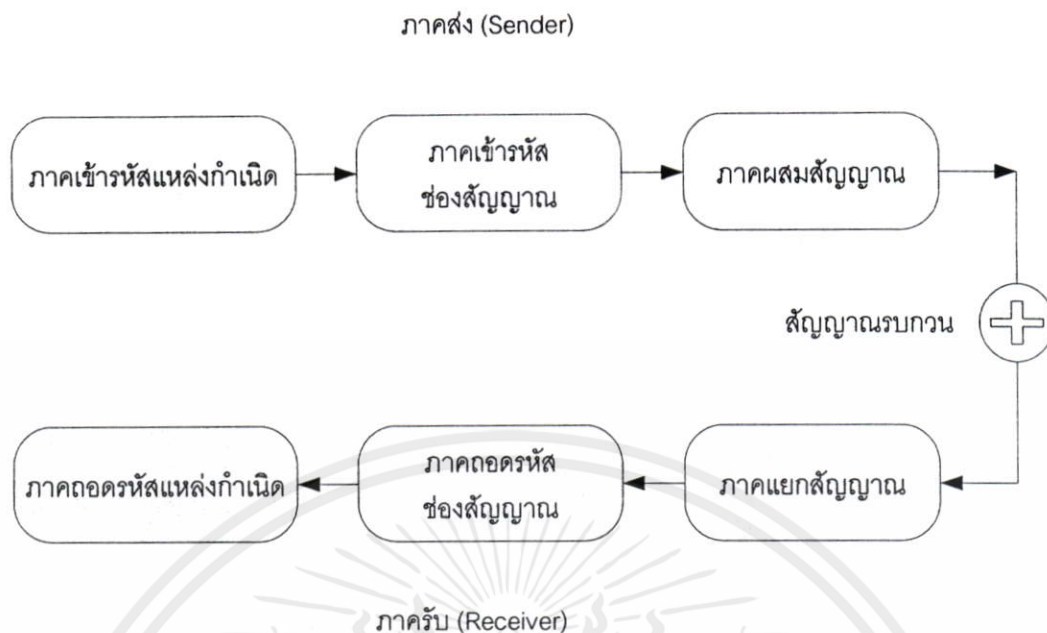 ภาคส่ง (Sender)
ภาคเข้ารหัสแหล่งกำเนิด
ภาคเข้ารหัส
ช่องสัญญาณ
ภาคผสมสัญญาณ
สัญญาณรบกวน
ภาคถอดรหัสแหล่งกำเนิด
ภาคถอดรหัส
ช่องสัญญาณ
ภาคแยกสัญญาณ
ภาครับ (Receiver)